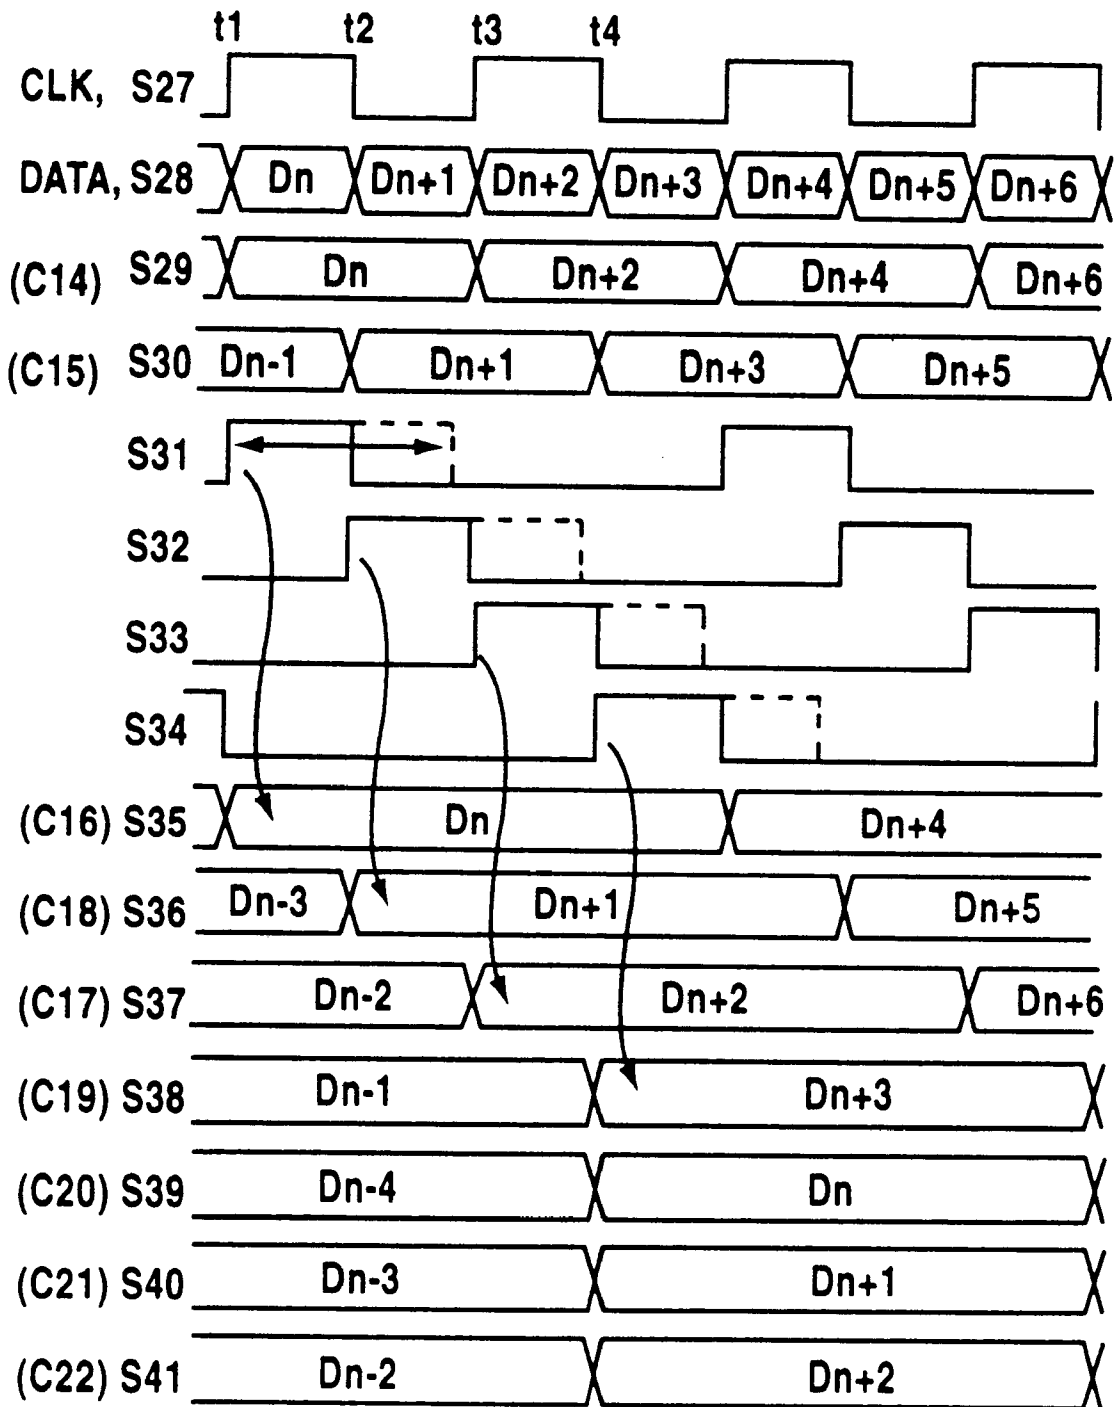 t1 t2 t3 t4
CLK, S27
DATA, S28 Dn Dn+1 Dn+2 Dn+3 Dn+4 Dn+5 Dn+6
(C14) S29 Dn Dn+2 Dn+4 Dn+6
(C15) S30 Dn-1 Dn+1 Dn+3 Dn+5
S31
S32
S33
S34
(C16) S35 Dn Dn+4
(C18) S36 Dn-3 Dn+1 Dn+5
(C17) S37 Dn-2 Dn+2 Dn+6
(C19) S38 Dn-1 Dn+3
(C20) S39 Dn-4 Dn
(C21) S40 Dn-3 Dn+1
(C22) S41 Dn-2 Dn+2